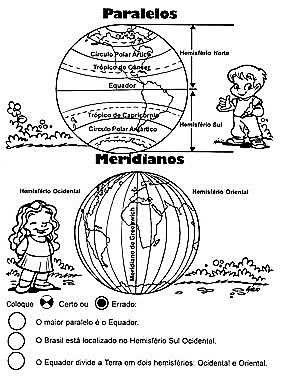 Paralelos
Círculo Polar Ártico
Hemisfério Norte
Trópico de Câncer
Equador
Trópico de Capricórnio
Hemisfério Sul
Círculo Polar Antártico
Meridianos
Hemisfério Ocidental
Hemisfério Oriental
Meridiano de Greenwich
Coloque Certo ou Errado:
O maior paralelo é o Equador.
O Brasil está localizado no Hemisfério Sul Ocidental.
O Equador divide a Terra em dois hemisférios: Ocidental e Oriental.